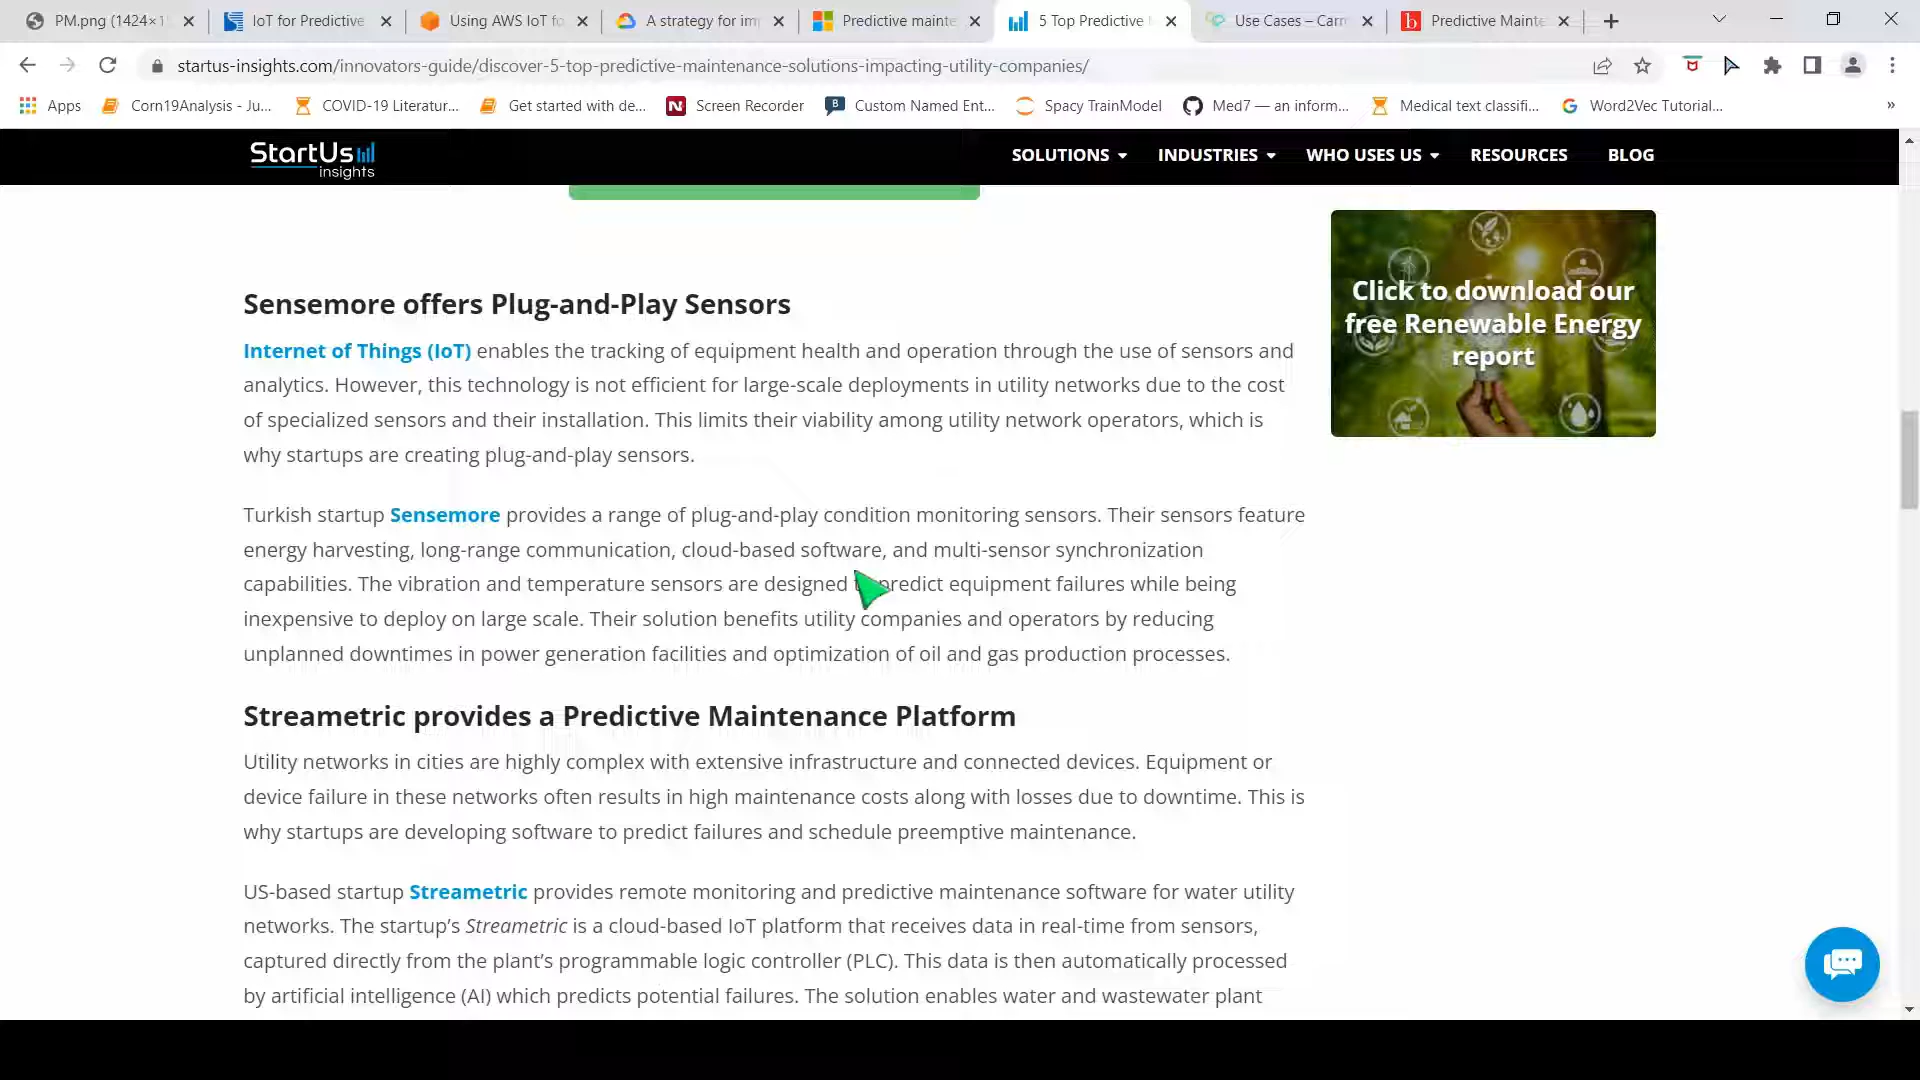 PM.png (1424×1
IoT for Predictive
Using AWS IoT fo
A strategy for im
Predictive mainte
5 Top Predictive
Use Cases – Carn
Predictive Mainte
startus-insights.com/innovators-guide/discover-5-top-predictive-maintenance-solutions-impacting-utility-companies/
Apps
Corn19Analysis - Ju...
COVID-19 Literatur...
Get started with de...
Screen Recorder
Custom Named Ent...
Spacy TrainModel
Med7 — an inform...
Medical text classifi...
Word2Vec Tutorial...
»
StartUs
insights
SOLUTIONS
INDUSTRIES
WHO USES US
RESOURCES
BLOG
Click to download our
free Renewable Energy
report
Sensemore offers Plug-and-Play Sensors
Internet of Things (IoT) enables the tracking of equipment health and operation through the use of sensors and
analytics. However, this technology is not efficient for large-scale deployments in utility networks due to the cost
of specialized sensors and their installation. This limits their viability among utility network operators, which is
why startups are creating plug-and-play sensors.
Turkish startup Sensemore provides a range of plug-and-play condition monitoring sensors. Their sensors feature
energy harvesting, long-range communication, cloud-based software, and multi-sensor synchronization
capabilities. The vibration and temperature sensors are designed to predict equipment failures while being
inexpensive to deploy on large scale. Their solution benefits utility companies and operators by reducing
unplanned downtimes in power generation facilities and optimization of oil and gas production processes.
Streametric provides a Predictive Maintenance Platform
Utility networks in cities are highly complex with extensive infrastructure and connected devices. Equipment or
device failure in these networks often results in high maintenance costs along with losses due to downtime. This is
why startups are developing software to predict failures and schedule preemptive maintenance.
US-based startup Streametric provides remote monitoring and predictive maintenance software for water utility
networks. The startup's Streametric is a cloud-based IoT platform that receives data in real-time from sensors,
captured directly from the plant's programmable logic controller (PLC). This data is then automatically processed
by artificial intelligence (AI) which predicts potential failures. The solution enables water and wastewater plant